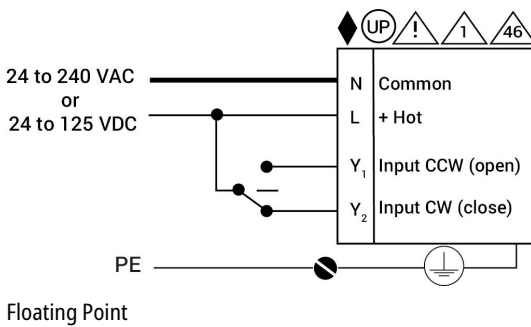 UP ! 1 46
24 to 240 VAC
or
24 to 125 VDC
N Common
L + Hot
Y1 Input CCW (open)
Y2 Input CW (close)
PE
Floating Point